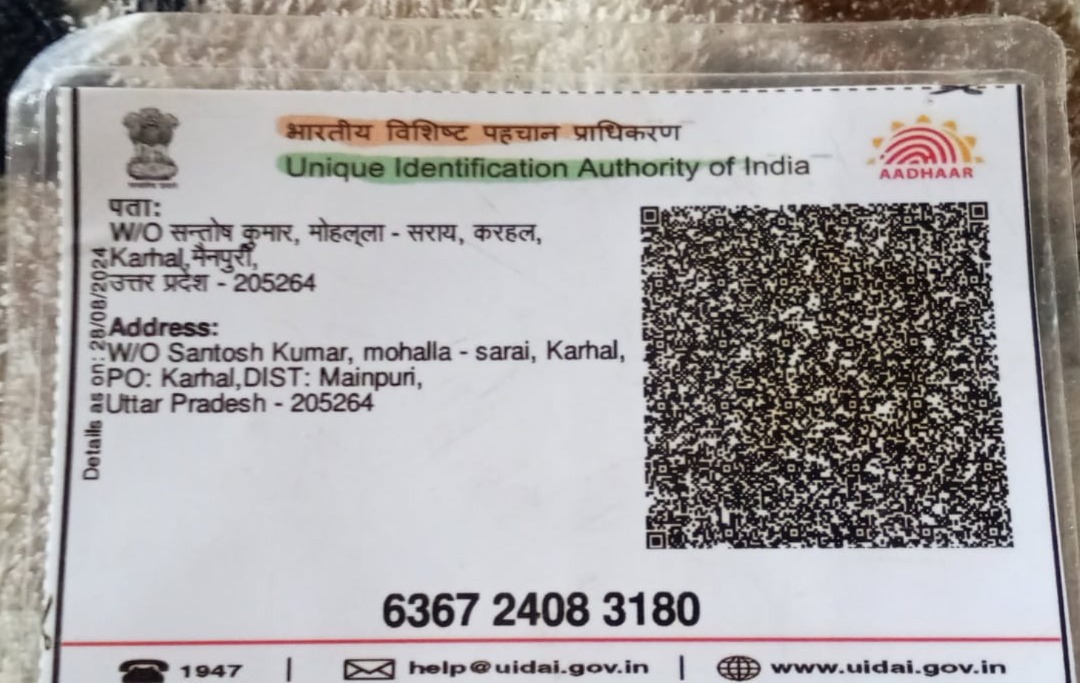 भारतीय विशिष्ट पहचान प्राधिकरण
Unique Identification Authority of India
AADHAAR
पता:
W/O सन्तोष कुमार, मोहल्ला - सराय, करहल,
Karhal, मैनपुरी,
उत्तर प्रदेश - 205264
Address:
W/O Santosh Kumar, mohalla - sarai, Karhal,
PO: Karhal,DIST: Mainpuri,
Uttar Pradesh - 205264
Details as on: 28/08/2024
6367 2408 3180
1947 | help@uidai.gov.in | www.uidai.gov.in